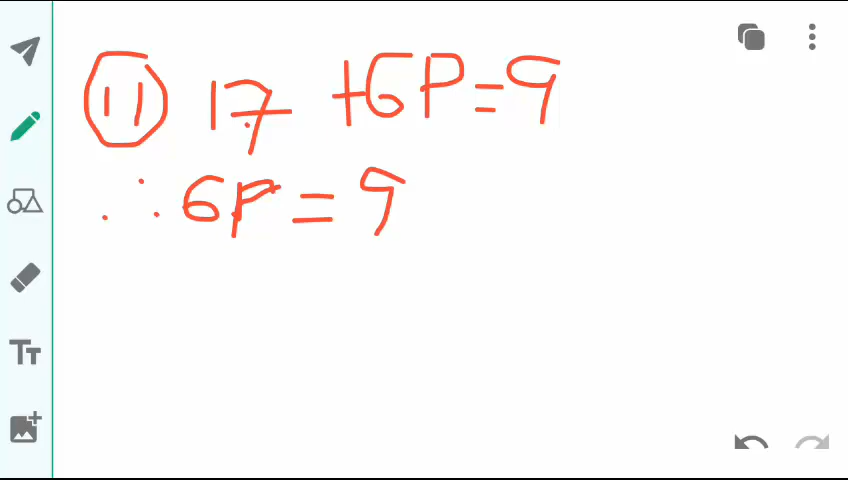 11 17 +6P=9
∴ 6P = 9